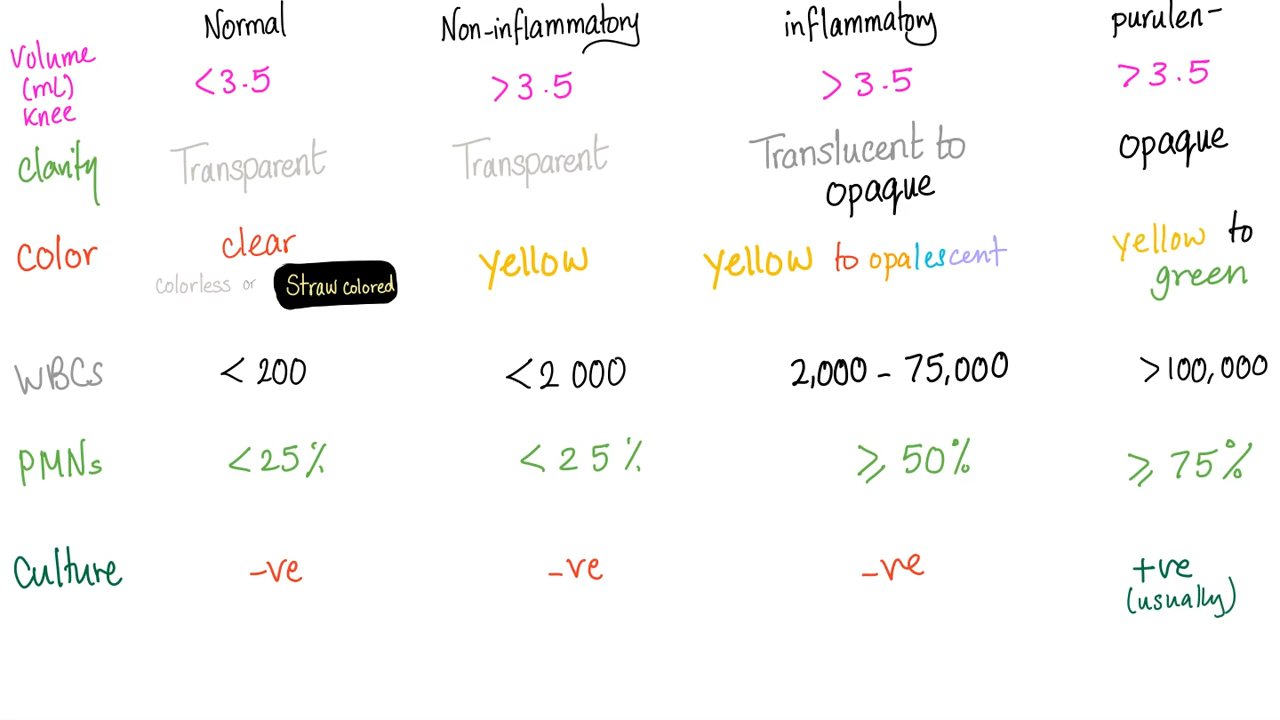 Normal Non-inflammatory inflammatory purulen-
Volume
(mL)
Knee
<3.5 >3.5 >3.5 >3.5
Clarity Transparent Transparent Translucent to
opaque
opaque
Color clear
colorless or Straw colored
yellow yellow to opalescent yellow to
green
WBCs <200 <2 000 2,000 - 75,000 >100,000
PMNs <25% <25% ⩾50% ⩾75%
Culture -ve -ve -ve +ve
(usually)